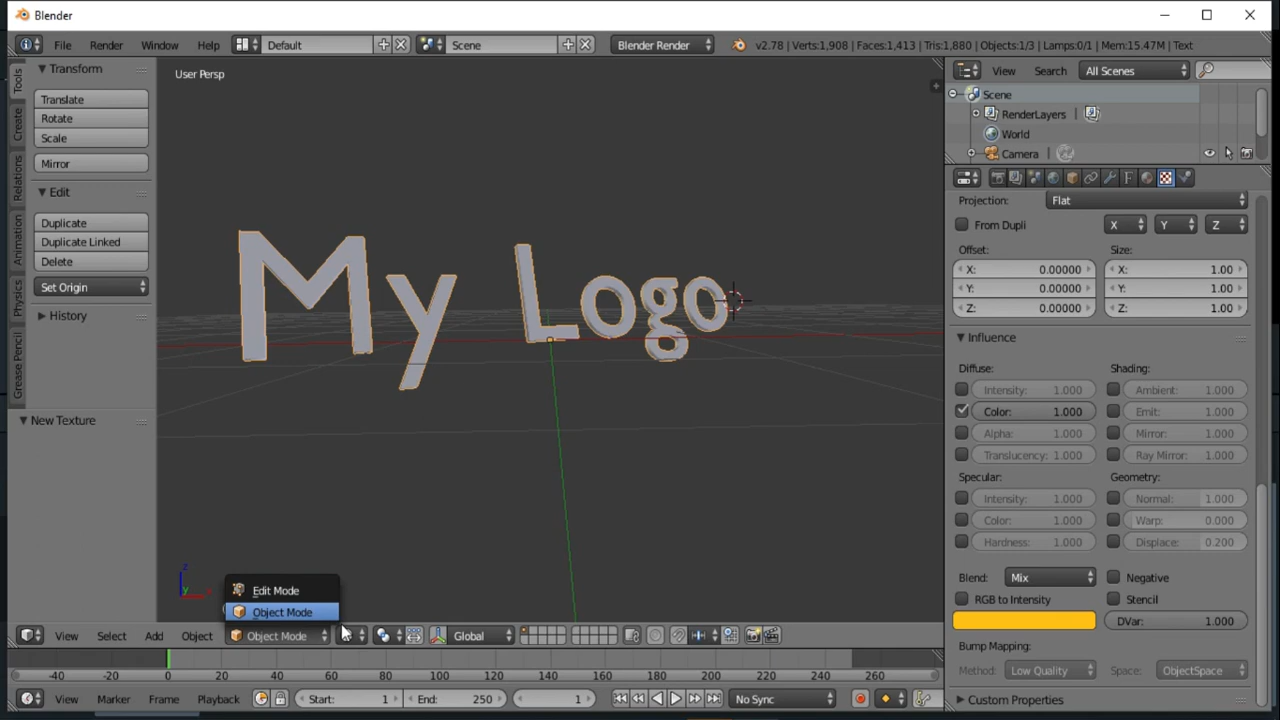 Blender
File Render Window Help Default Scene Blender Render v2.78 | Verts:1,908 | Faces:1,413 | Tris:1,880 | Objects:1/3 | Lamps:0/1 | Mem:15.47M | Text
Tools
Create
Relations
Animation
Physics
Grease Pencil
Transform
Translate
Rotate
Scale
Mirror
Edit
Duplicate
Duplicate Linked
Delete
Set Origin
History
New Texture
User Persp
My Logo
z
y
Edit Mode
Object Mode
View Select Add Object Object Mode Global
-40 -20 0 20 40 60 80 100 120 140 160 180 200 220 240 260
View Marker Frame Playback Start: 1 End: 250 1 No Sync
View Search All Scenes
Scene
RenderLayers |
World
Camera |
Projection: Flat
From Dupli X Y Z
Offset: Size:
X: 0.00000 X: 1.00
Y: 0.00000 Y: 1.00
Z: 0.00000 Z: 1.00
Influence
Diffuse: Shading:
Intensity: 1.000 Ambient: 1.000
Color: 1.000 Emit: 1.000
Alpha: 1.000 Mirror: 1.000
Translucency: 1.000 Ray Mirror: 1.000
Specular: Geometry:
Intensity: 1.000 Normal: 1.000
Color: 1.000 Warp: 0.000
Hardness: 1.000 Displace: 0.200
Blend: Mix Negative
RGB to Intensity Stencil
DVar: 1.000
Bump Mapping:
Method: Low Quality Space: ObjectSpace
Custom Properties